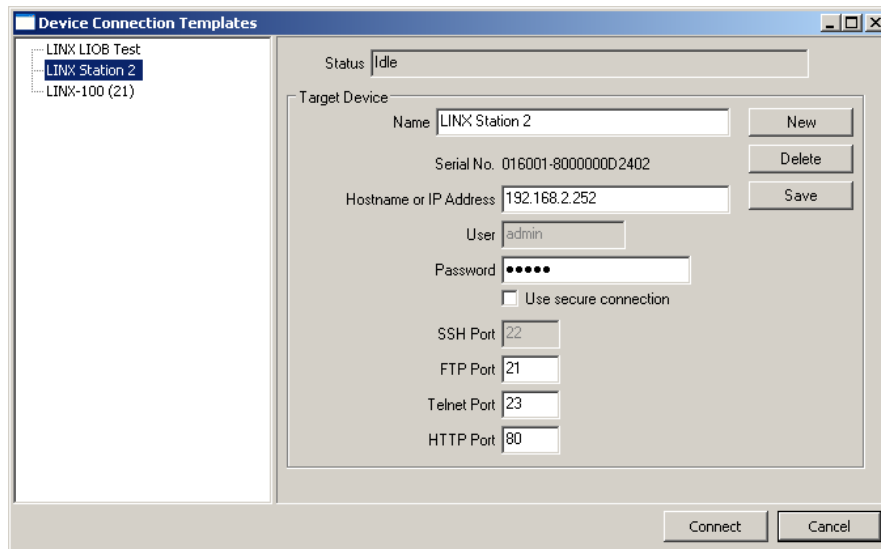 Device Connection Templates
LINX LIOB Test
LINX Station 2
LINX-100 (21)
Status Idle
Target Device
Name LINX Station 2 New
Serial No. 016001-8000000D2402 Delete
Hostname or IP Address 192.168.2.252 Save
User admin
Password •••••
Use secure connection
SSH Port 22
FTP Port 21
Telnet Port 23
HTTP Port 80
Connect Cancel